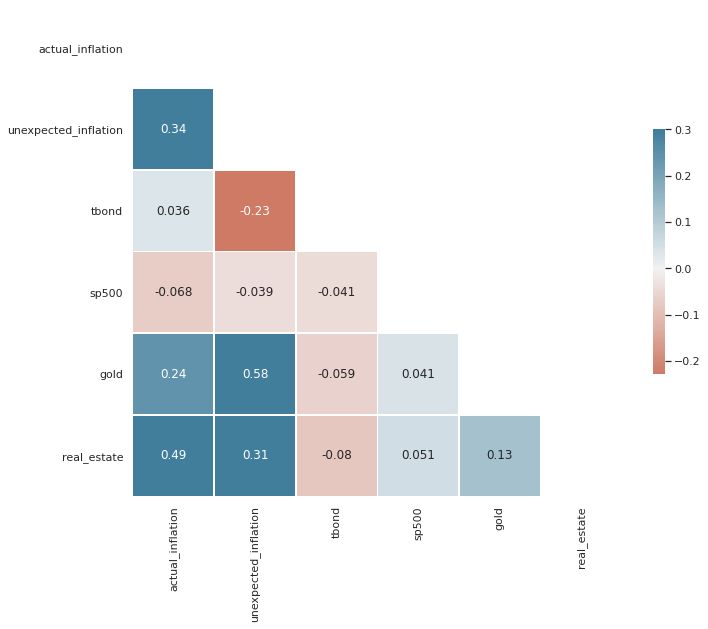 actual_inflation
unexpected_inflation 0.34
tbond 0.036 -0.23
sp500 -0.068 -0.039 -0.041
gold 0.24 0.58 -0.059 0.041
real_estate 0.49 0.31 -0.08 0.051 0.13
actual_inflation unexpected_inflation tbond sp500 gold real_estate
0.3
0.2
0.1
0.0
−0.1
−0.2